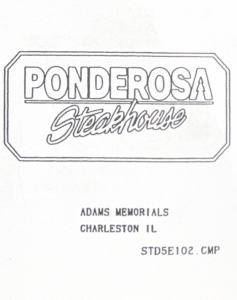 PONDEROSA
Steakhouse
ADAMS MEMORIALS
CHARLESTON IL
STD5E102.CMP